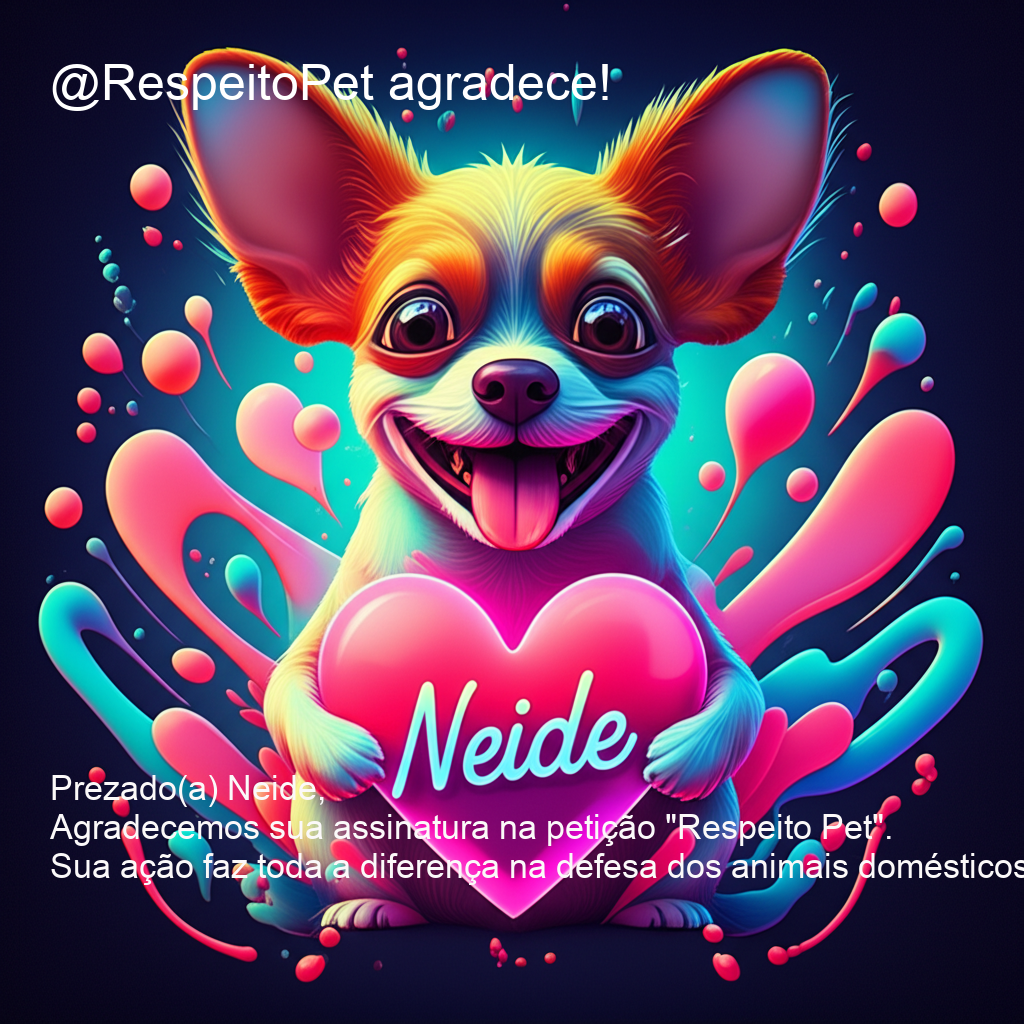 @RespeitoPet agradece!
Neide
Prezado(a) Neide,
Agradecemos sua assinatura na petição "Respeito Pet".
Sua ação faz toda a diferença na defesa dos animais domésticos